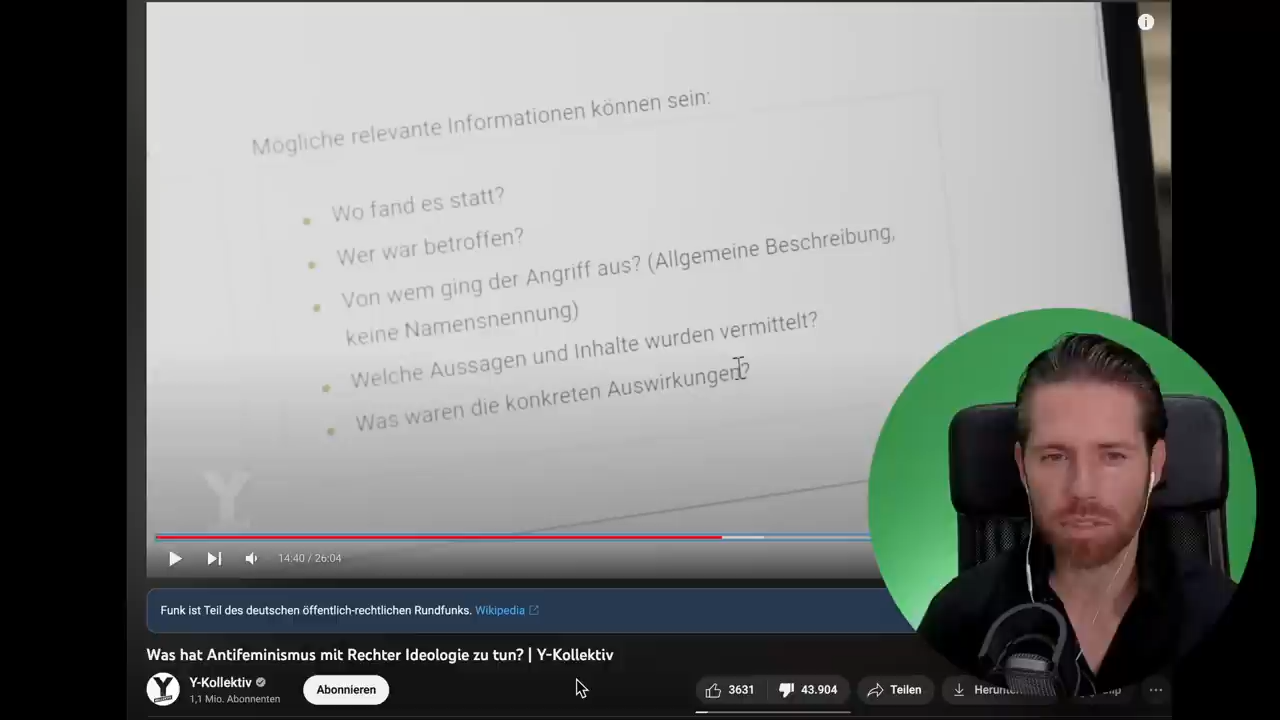 Mögliche relevante Informationen können sein:
Wo fand es statt?
Wer war betroffen?
Von wem ging der Angriff aus? (Allgemeine Beschreibung,
keine Namensnennung)
Welche Aussagen und Inhalte wurden vermittelt?
Was waren die konkreten Auswirkungen?
14:40 / 26:04
Funk ist Teil des deutschen öffentlich-rechtlichen Rundfunks. Wikipedia
Was hat Antifeminismus mit Rechter Ideologie zu tun? | Y-Kollektiv
Y-Kollektiv
1,1 Mio. Abonnenten
Abonnieren
3631
43.904
Teilen